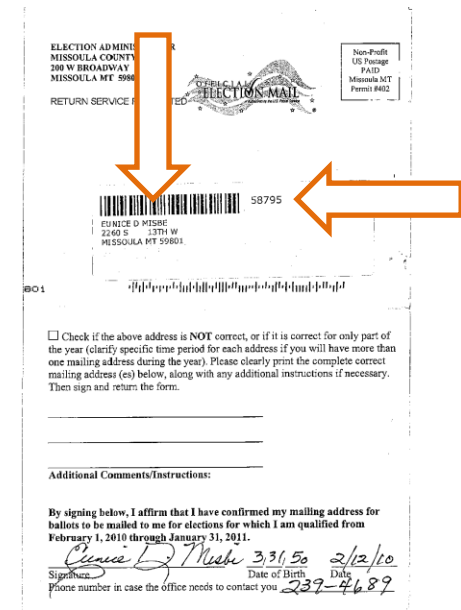 ELECTION ADMINIS R
MISSOULA COUNTY
200 W BROADWAY
MISSOULA MT 598
RETURN SERVICE TED
OFFICIAL
ELECTION MAIL
Non-Profit
US Postage
PAID
Missoula MT
Permit #402
58795
EUNICE D MISBE
2260 S 13TH W
MISSOULA MT 59801
801
Check if the above address is NOT correct, or if it is correct for only part of
the year (clarify specific time period for each address if you will have more than
one mailing address during the year). Please clearly print the complete correct
mailing address (es) below, along with any additional instructions if necessary.
Then sign and return the form.
Additional Comments/Instructions:
By signing below, I affirm that I have confirmed my mailing address for
ballots to be mailed to me for elections for which I am qualified from
February 1, 2010 through January 31, 2011.
Eunice D Misbe 3/31/50 2/12/10
Signature Date of Birth Date
Phone number in case the office needs to contact you 239-4689